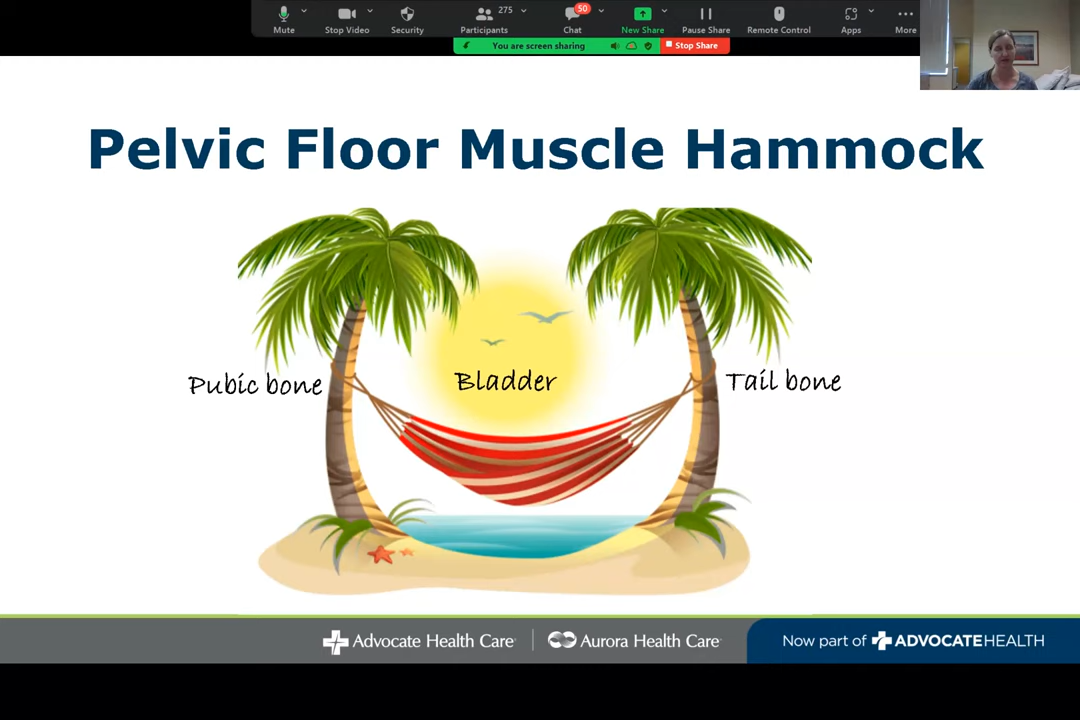 Mute
Stop Video
Security
275
Participants
50
Chat
New Share
Pause Share
Remote Control
Apps
More
You are screen sharing
Stop Share
Pelvic Floor Muscle Hammock
Pubic bone
Bladder
Tail bone
Advocate Health Care
Aurora Health Care
Now part of ADVOCATEHEALTH